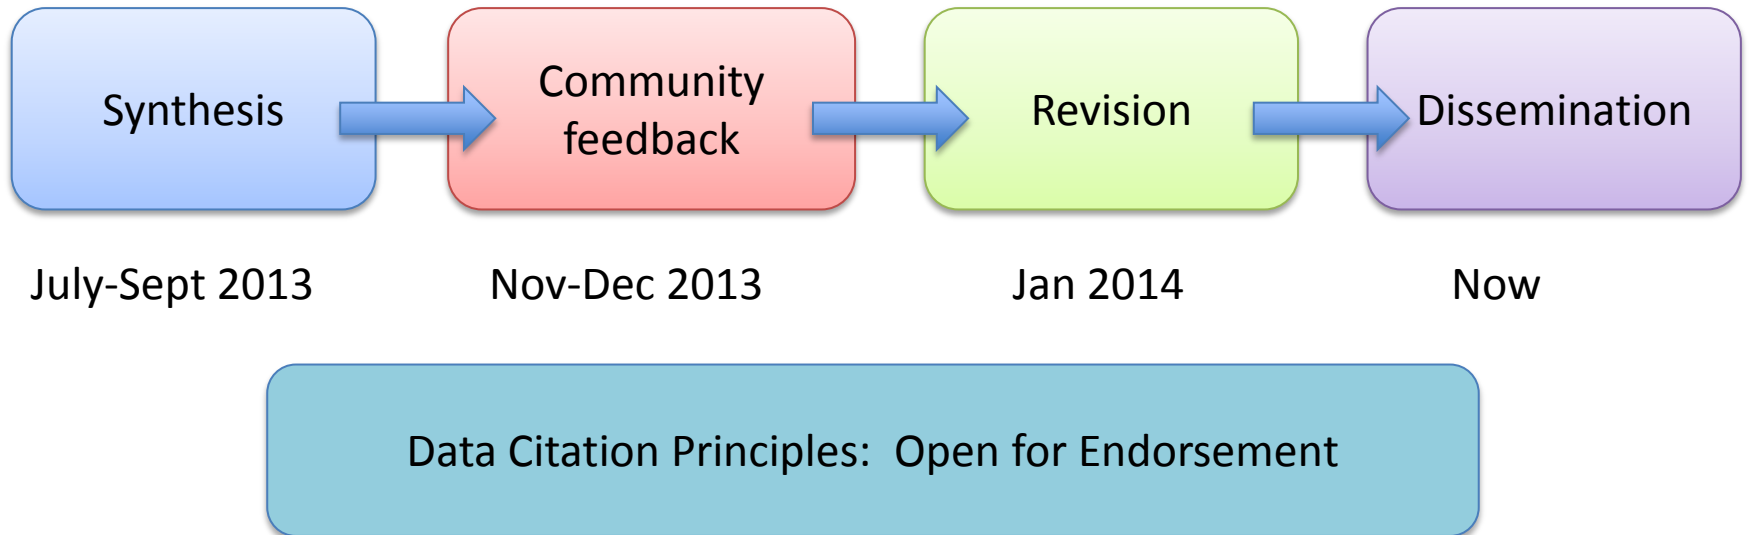 Synthesis
Community
feedback
Revision
Dissemination
July-Sept 2013
Nov-Dec 2013
Jan 2014
Now
Data Citation Principles:  Open for Endorsement